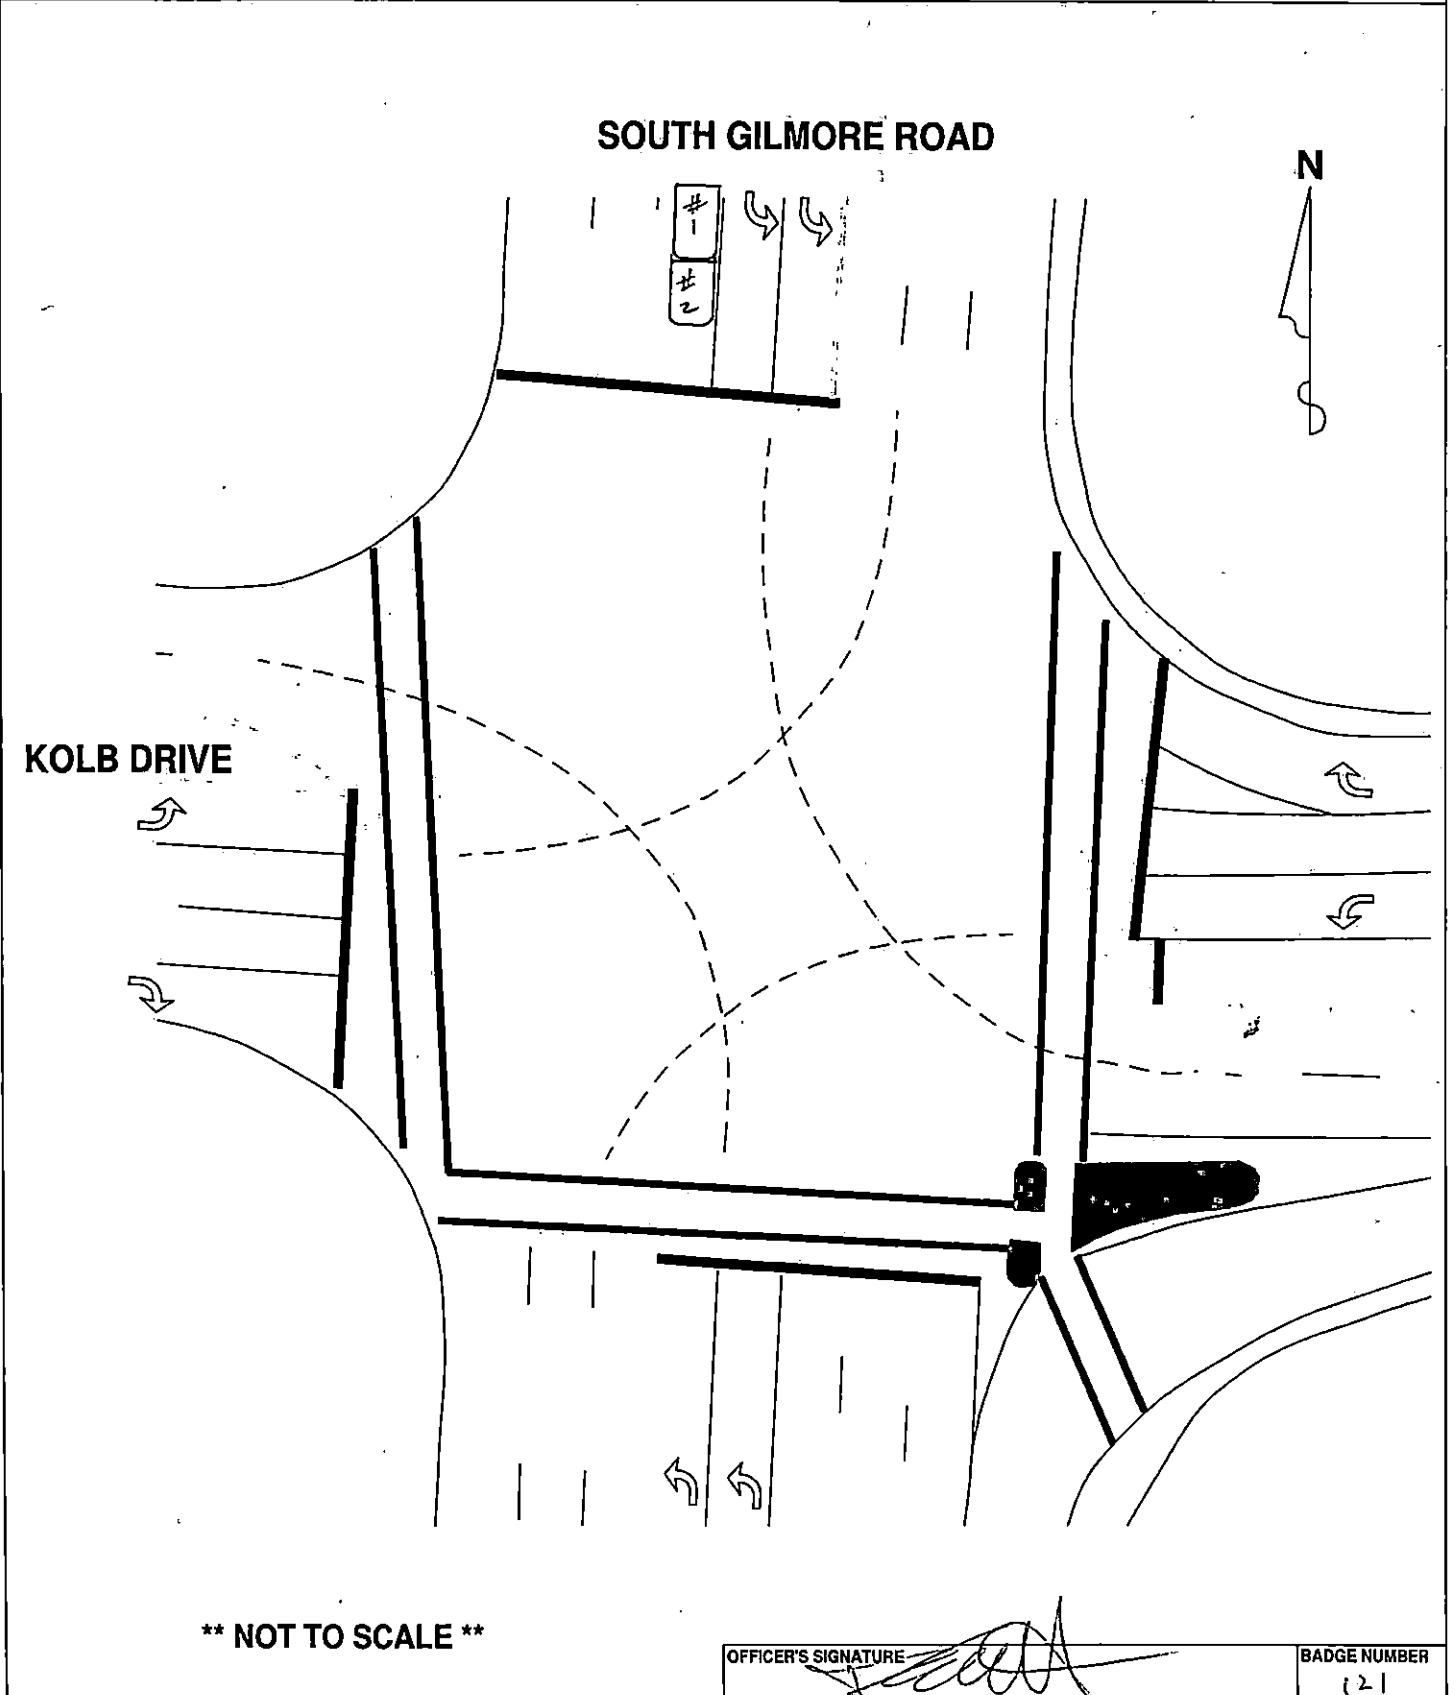 SOUTH GILMORE ROAD
N
#
1
#
2
KOLB DRIVE
** NOT TO SCALE **
OFFICER'S SIGNATURE
BADGE NUMBER
121